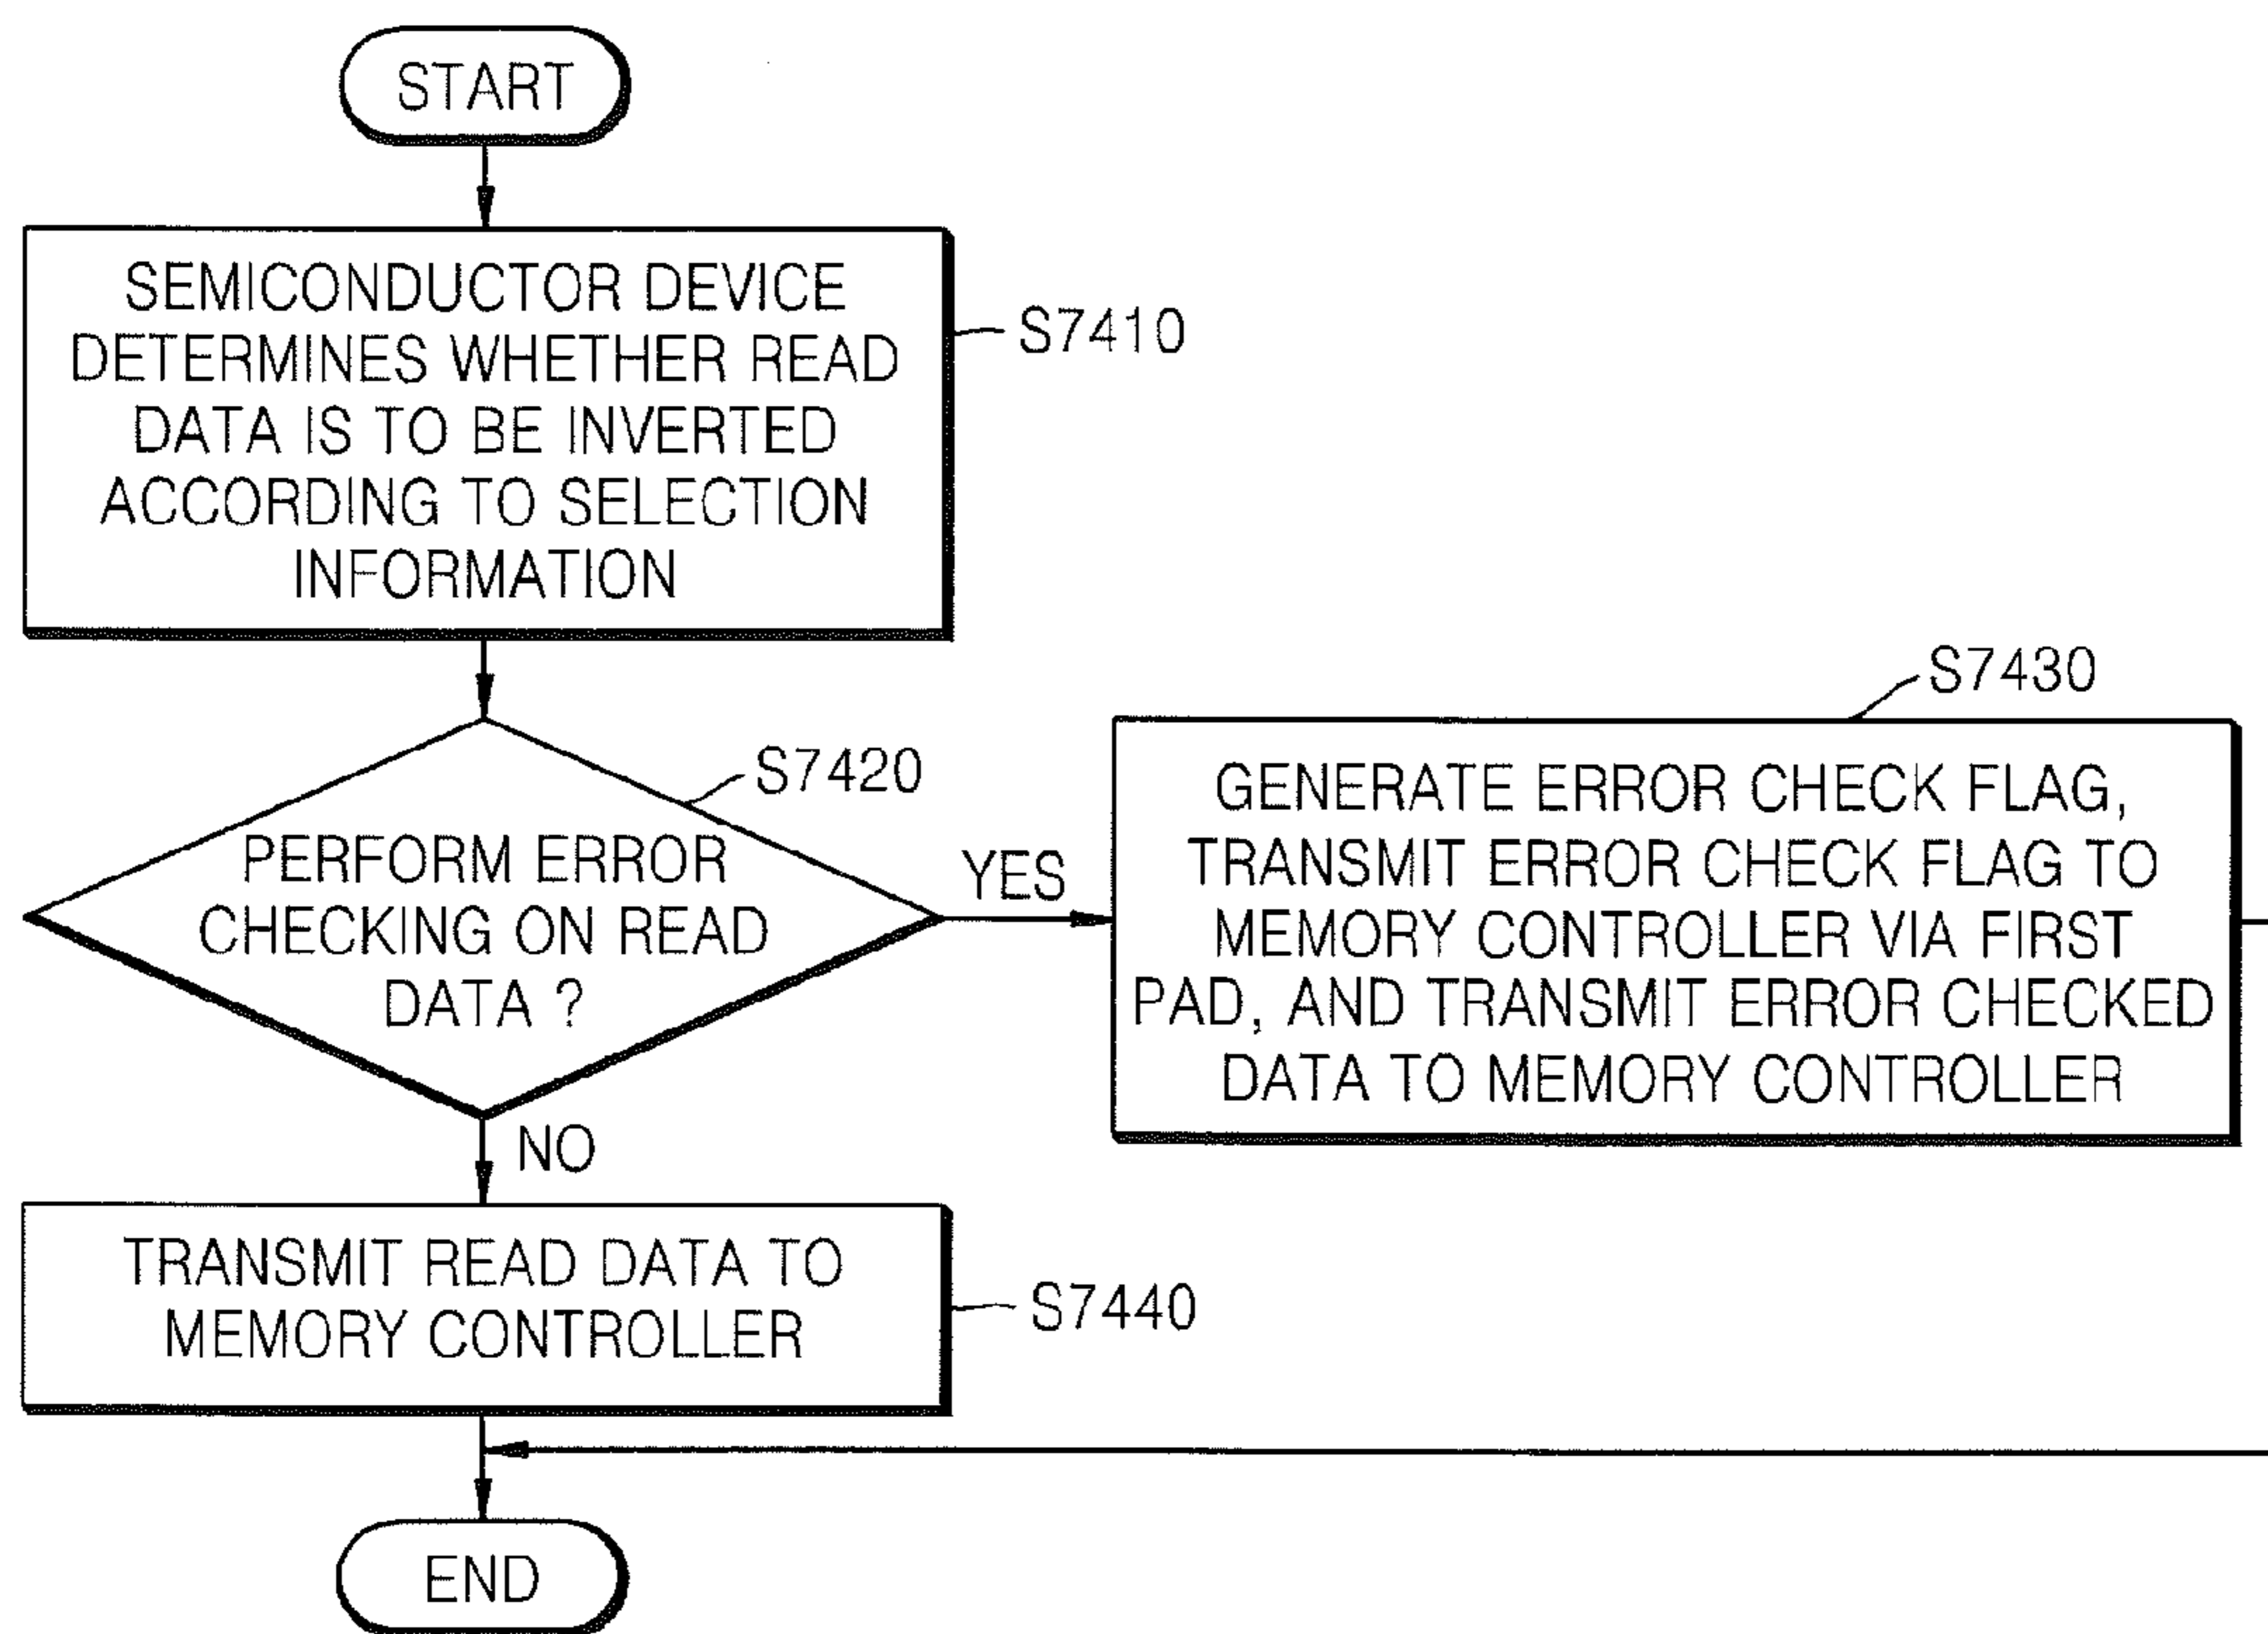 START
SEMICONDUCTOR DEVICE
DETERMINES WHETHER READ
DATA IS TO BE INVERTED
ACCORDING TO SELECTION
INFORMATION
S7410
S7420
PERFORM ERROR
CHECKING ON READ
DATA ?
YES
S7430
GENERATE ERROR CHECK FLAG,
TRANSMIT ERROR CHECK FLAG TO
MEMORY CONTROLLER VIA FIRST
PAD, AND TRANSMIT ERROR CHECKED
DATA TO MEMORY CONTROLLER
NO
TRANSMIT READ DATA TO
MEMORY CONTROLLER
S7440
END